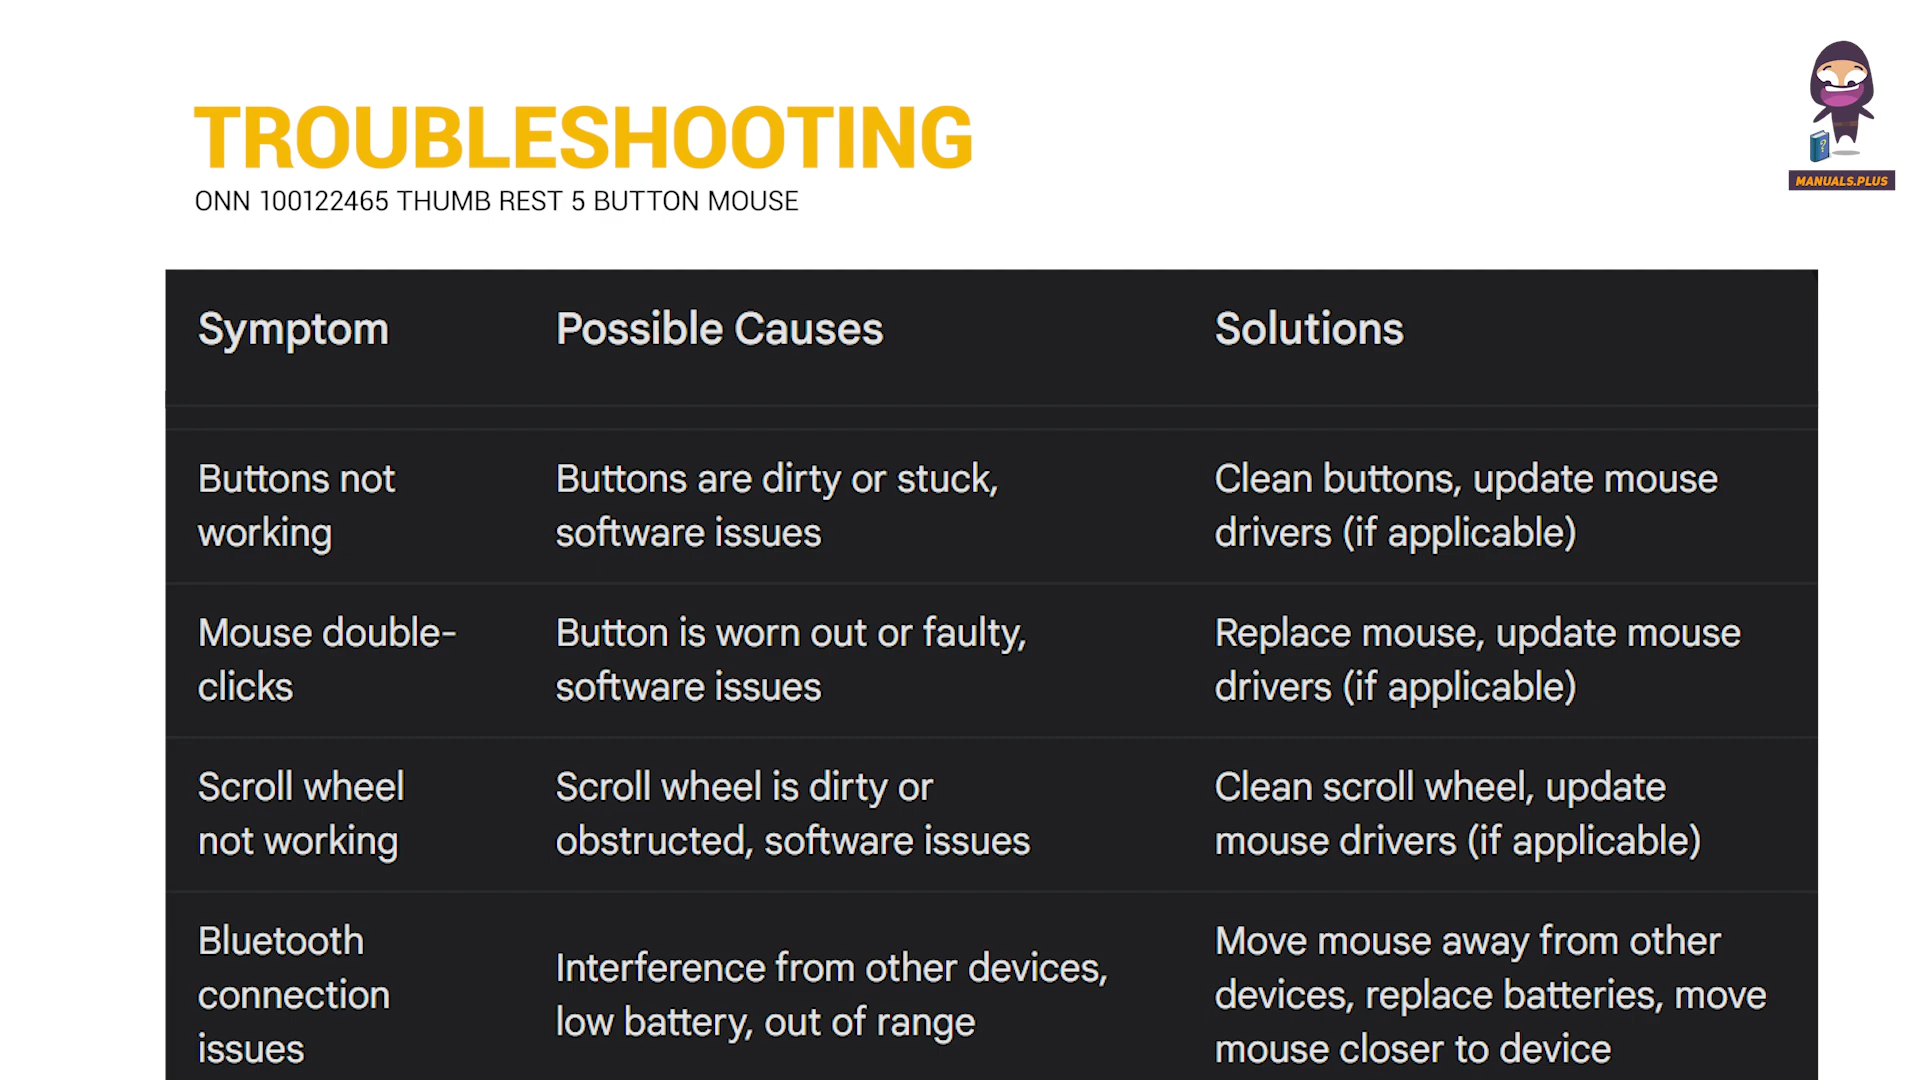 TROUBLESHOOTING
ONN 100122465 THUMB REST 5 BUTTON MOUSE
MANUALS.PLUS
Symptom
Possible Causes
Solutions
Buttons not
working
Buttons are dirty or stuck,
software issues
Clean buttons, update mouse
drivers (if applicable)
Mouse double-
clicks
Button is worn out or faulty,
software issues
Replace mouse, update mouse
drivers (if applicable)
Scroll wheel
not working
Scroll wheel is dirty or
obstructed, software issues
Clean scroll wheel, update
mouse drivers (if applicable)
Bluetooth
connection
issues
Interference from other devices,
low battery, out of range
Move mouse away from other
devices, replace batteries, move
mouse closer to device